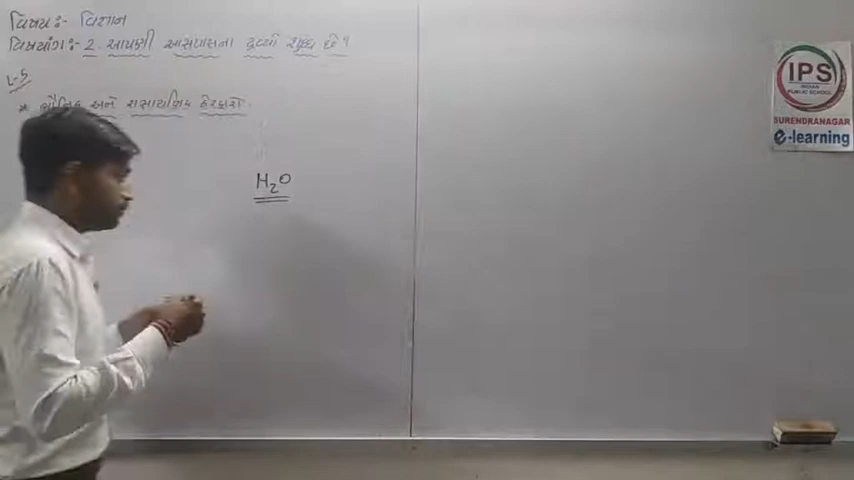 વિષય:- વિજ્ઞાન
વિષયાંગ:- 2. આપણી આસપાસના દ્રવ્યો શુદ્ધ છે?
L-5
* ભૌતિક અને રાસાયણિક ફેરફારો.
H₂O
IPS
INDIAN
PUBLIC SCHOOL
SURENDRANAGAR
e-learning